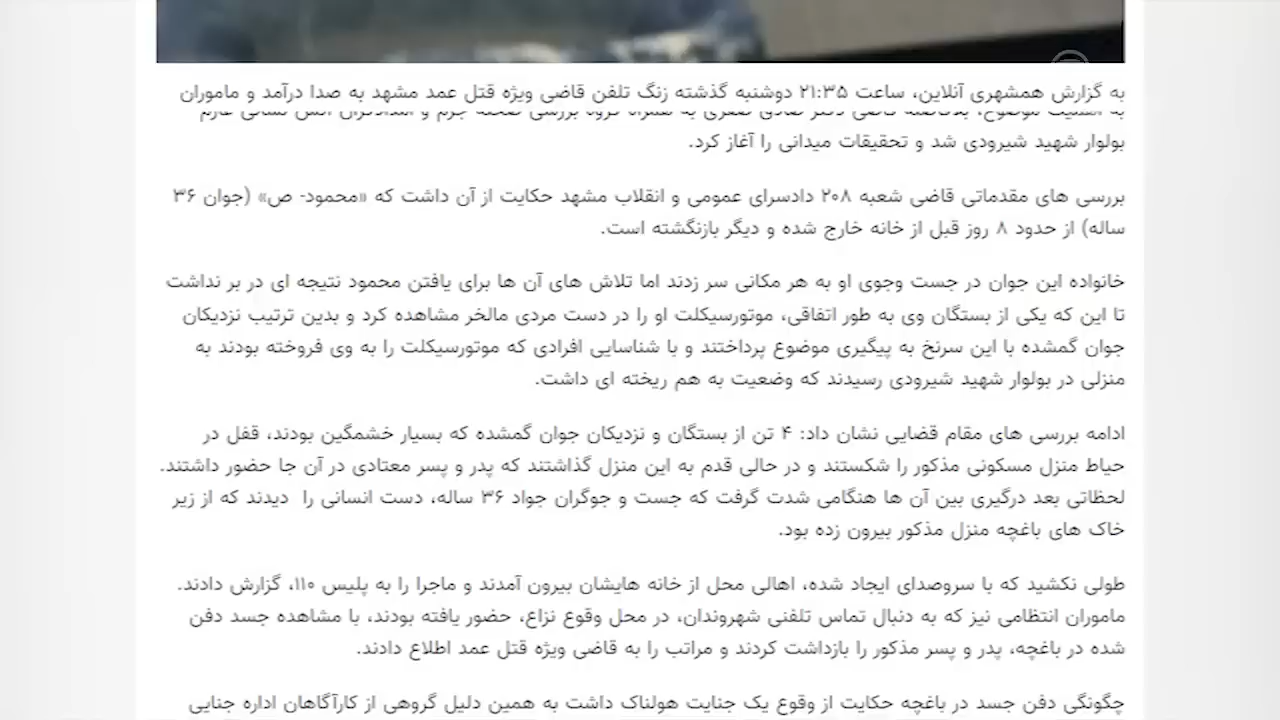 به گزارش همشهری آنلاین، ساعت ۲۱:۳۵ دوشنبه گذشته زنگ تلفن قاضی ویژه قتل عمد مشهد به صدا درآمد و ماموران
بولوار شهید شیرودی شد و تحقیقات میدانی را آغاز کرد.
بررسی های مقدماتی قاضی شعبه ۲۰۸ دادسرای عمومی و انقلاب مشهد حکایت از آن داشت که «محمود- ص» (جوان ۳۶
ساله) از حدود ۸ روز قبل از خانه خارج شده و دیگر بازنگشته است.
خانواده این جوان در جست وجوی او به هر مکانی سر زدند اما تلاش های آن ها برای یافتن محمود نتیجه ای در بر نداشت
تا این که یکی از بستگان وی به طور اتفاقی، موتورسیکلت او را در دست مردی مالخر مشاهده کرد و بدین ترتیب نزدیکان
جوان گمشده با این سرنخ به پیگیری موضوع پرداختند و با شناسایی افرادی که موتورسیکلت را به وی فروخته بودند به
منزلی در بولوار شهید شیرودی رسیدند که وضعیت به هم ریخته ای داشت.
ادامه بررسی های مقام قضایی نشان داد: ۴ تن از بستگان و نزدیکان جوان گمشده که بسیار خشمگین بودند، قفل در
حیاط منزل مسکونی مذکور را شکستند و در حالی قدم به این منزل گذاشتند که پدر و پسر معتادی در آن جا حضور داشتند.
لحظاتی بعد درگیری بین آن ها هنگامی شدت گرفت که جست و جوگران جواد ۳۶ ساله، دست انسانی را دیدند که از زیر
خاک های باغچه منزل مذکور بیرون زده بود.
طولی نکشید که با سروصدای ایجاد شده، اهالی محل از خانه هایشان بیرون آمدند و ماجرا را به پلیس ۱۱۰، گزارش دادند.
ماموران انتظامی نیز که به دنبال تماس تلفنی شهروندان، در محل وقوع نزاع، حضور یافته بودند، با مشاهده جسد دفن
شده در باغچه، پدر و پسر مذکور را بازداشت کردند و مراتب را به قاضی ویژه قتل عمد اطلاع دادند.
چگونگی دفن جسد در باغچه حکایت از وقوع یک جنایت هولناک داشت به همین دلیل گروهی از کارآگاهان اداره جنایی